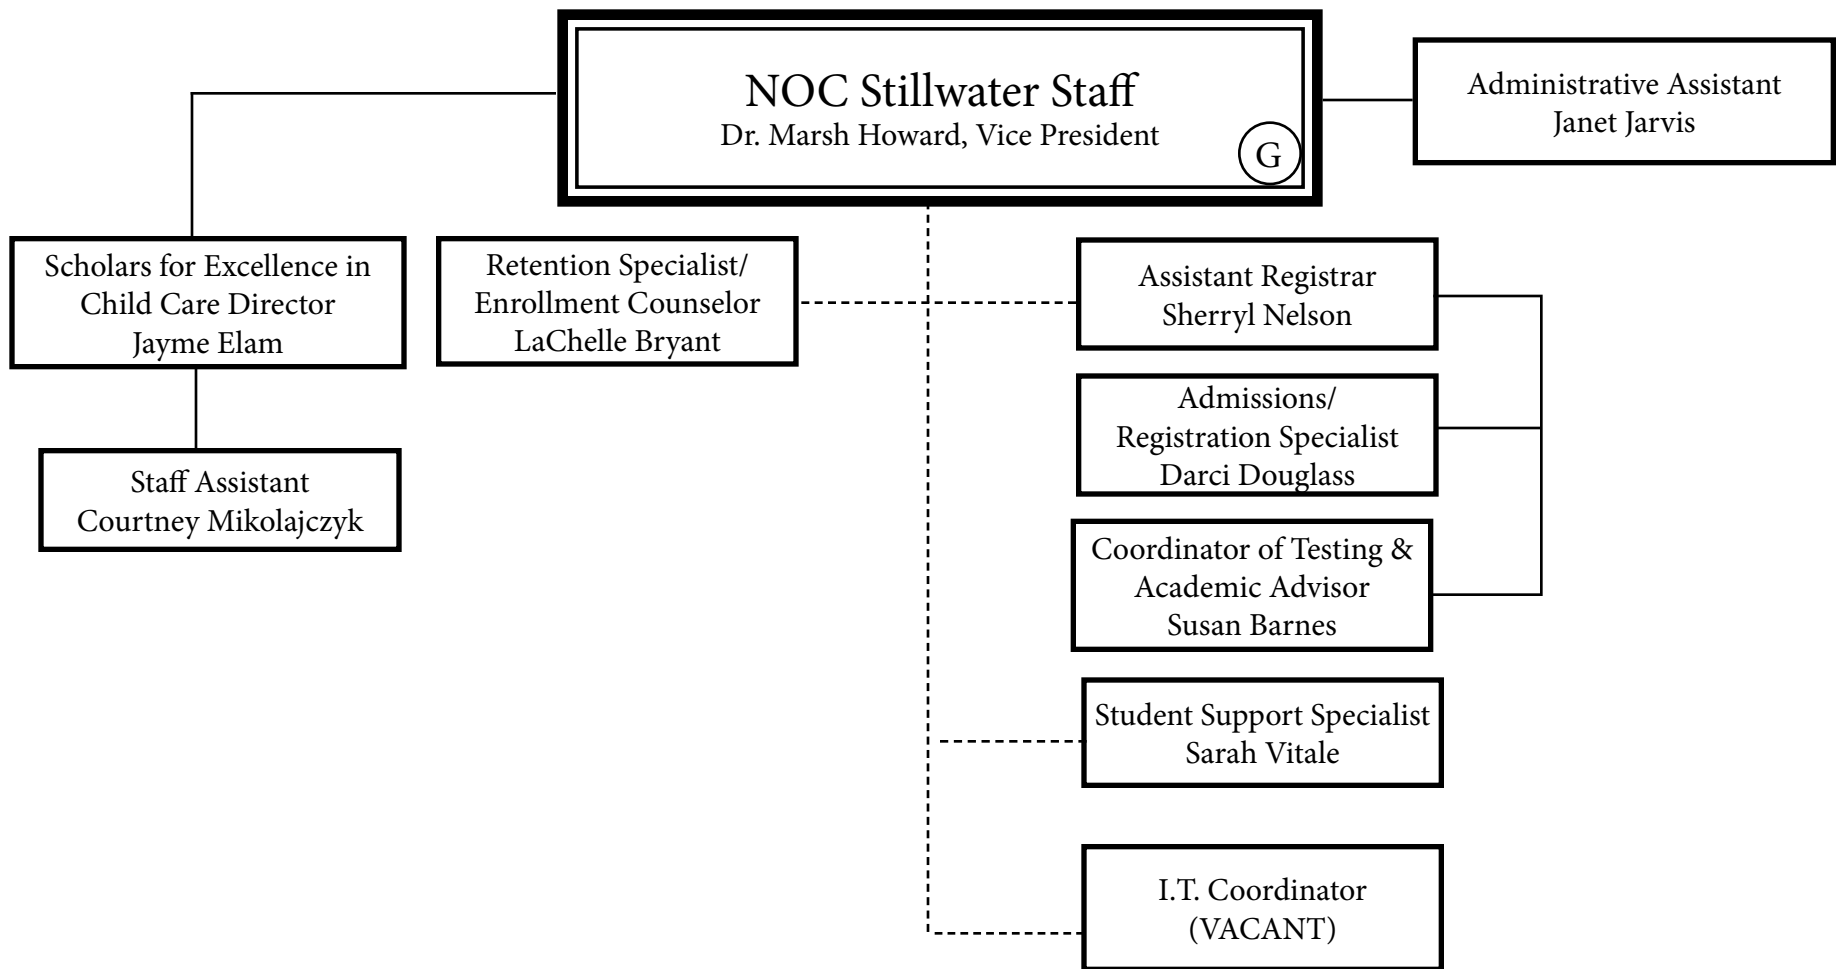 NOC Stillwater Staff
Dr. Marsh Howard, Vice President
G
Administrative Assistant
Janet Jarvis
Scholars for Excellence in
Child Care Director
Jayme Elam
Staff Assistant
Courtney Mikolajczyk
Retention Specialist/
Enrollment Counselor
LaChelle Bryant
Assistant Registrar
Sherryl Nelson
Admissions/
Registration Specialist
Darci Douglass
Coordinator of Testing &
Academic Advisor
Susan Barnes
Student Support Specialist
Sarah Vitale
I.T. Coordinator
(VACANT)